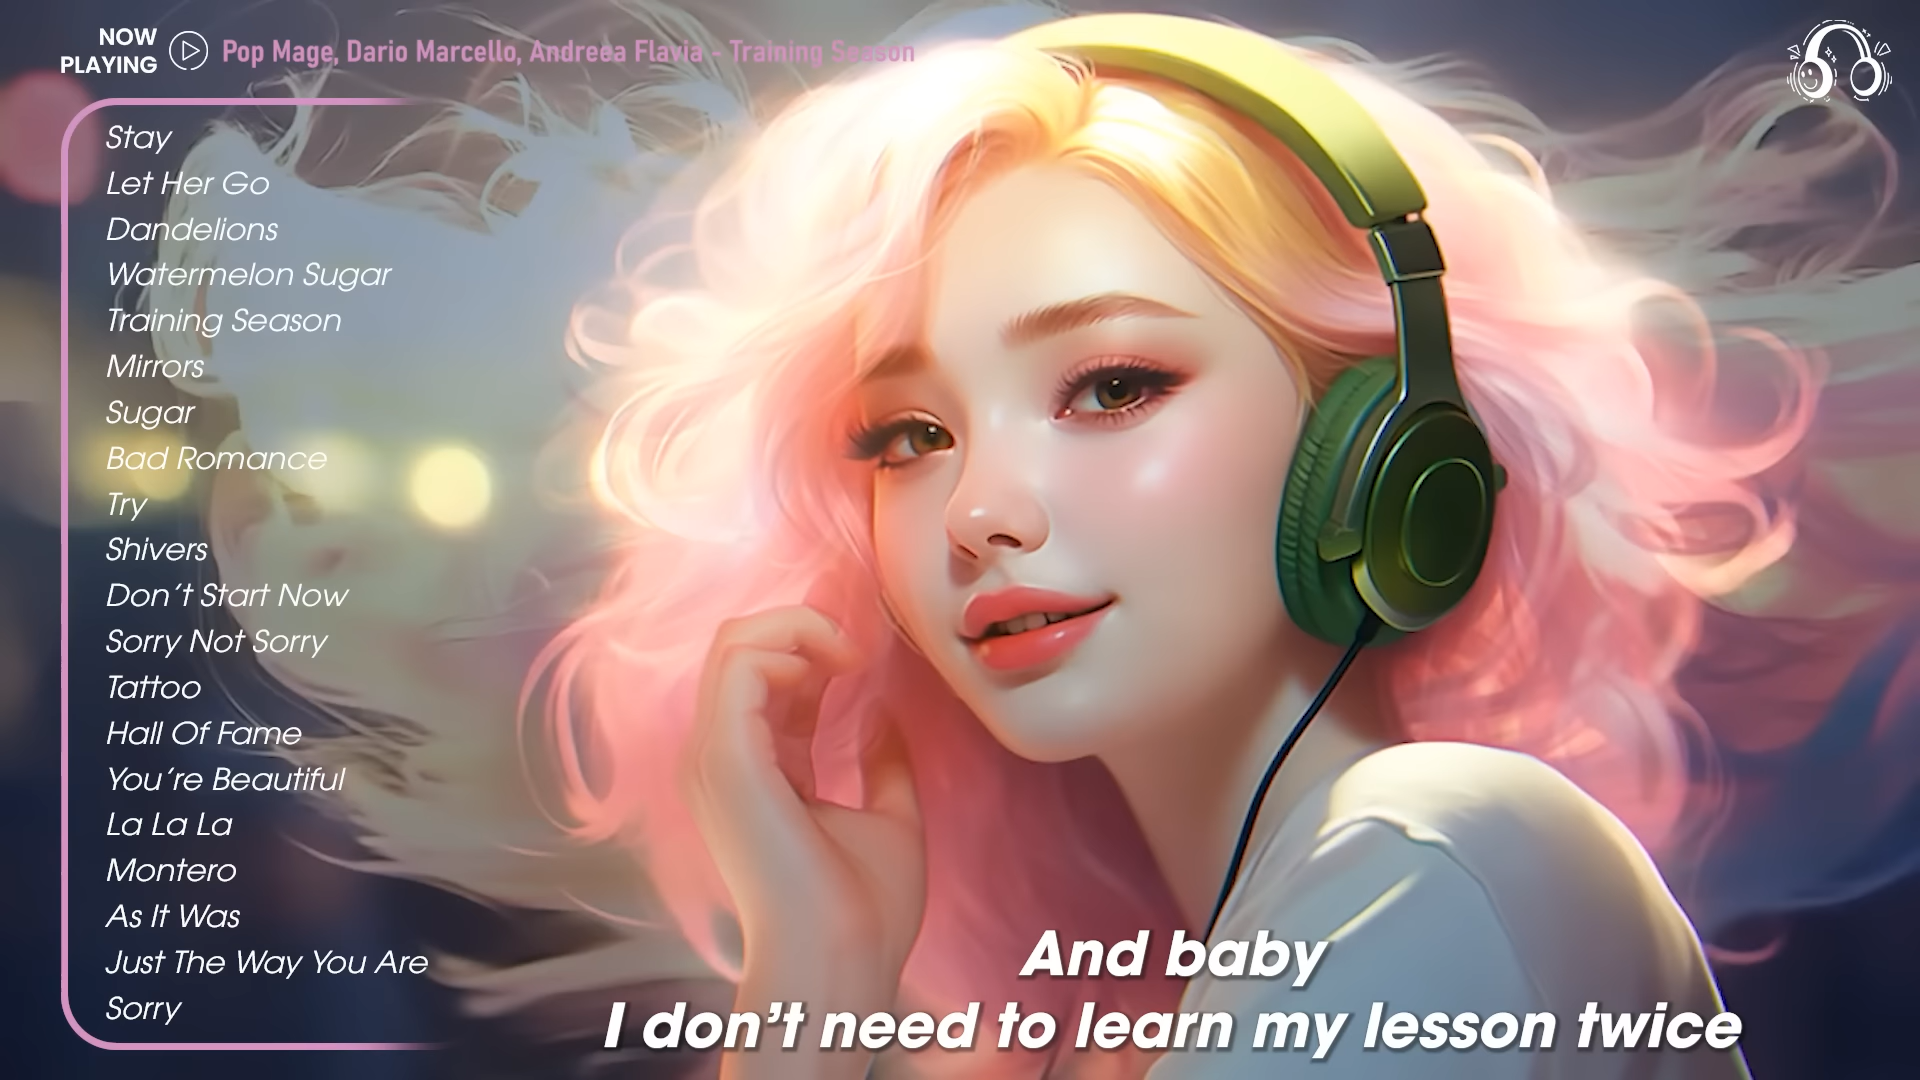 NOW
PLAYING
Pop Mage, Dario Marcello, Andreea Flavia - Training Season
Stay
Let Her Go
Dandelions
Watermelon Sugar
Training Season
Mirrors
Sugar
Bad Romance
Try
Shivers
Don't Start Now
Sorry Not Sorry
Tattoo
Hall Of Fame
You're Beautiful
La La La
Montero
As It Was
Just The Way You Are
Sorry
And baby
I don't need to learn my lesson twice